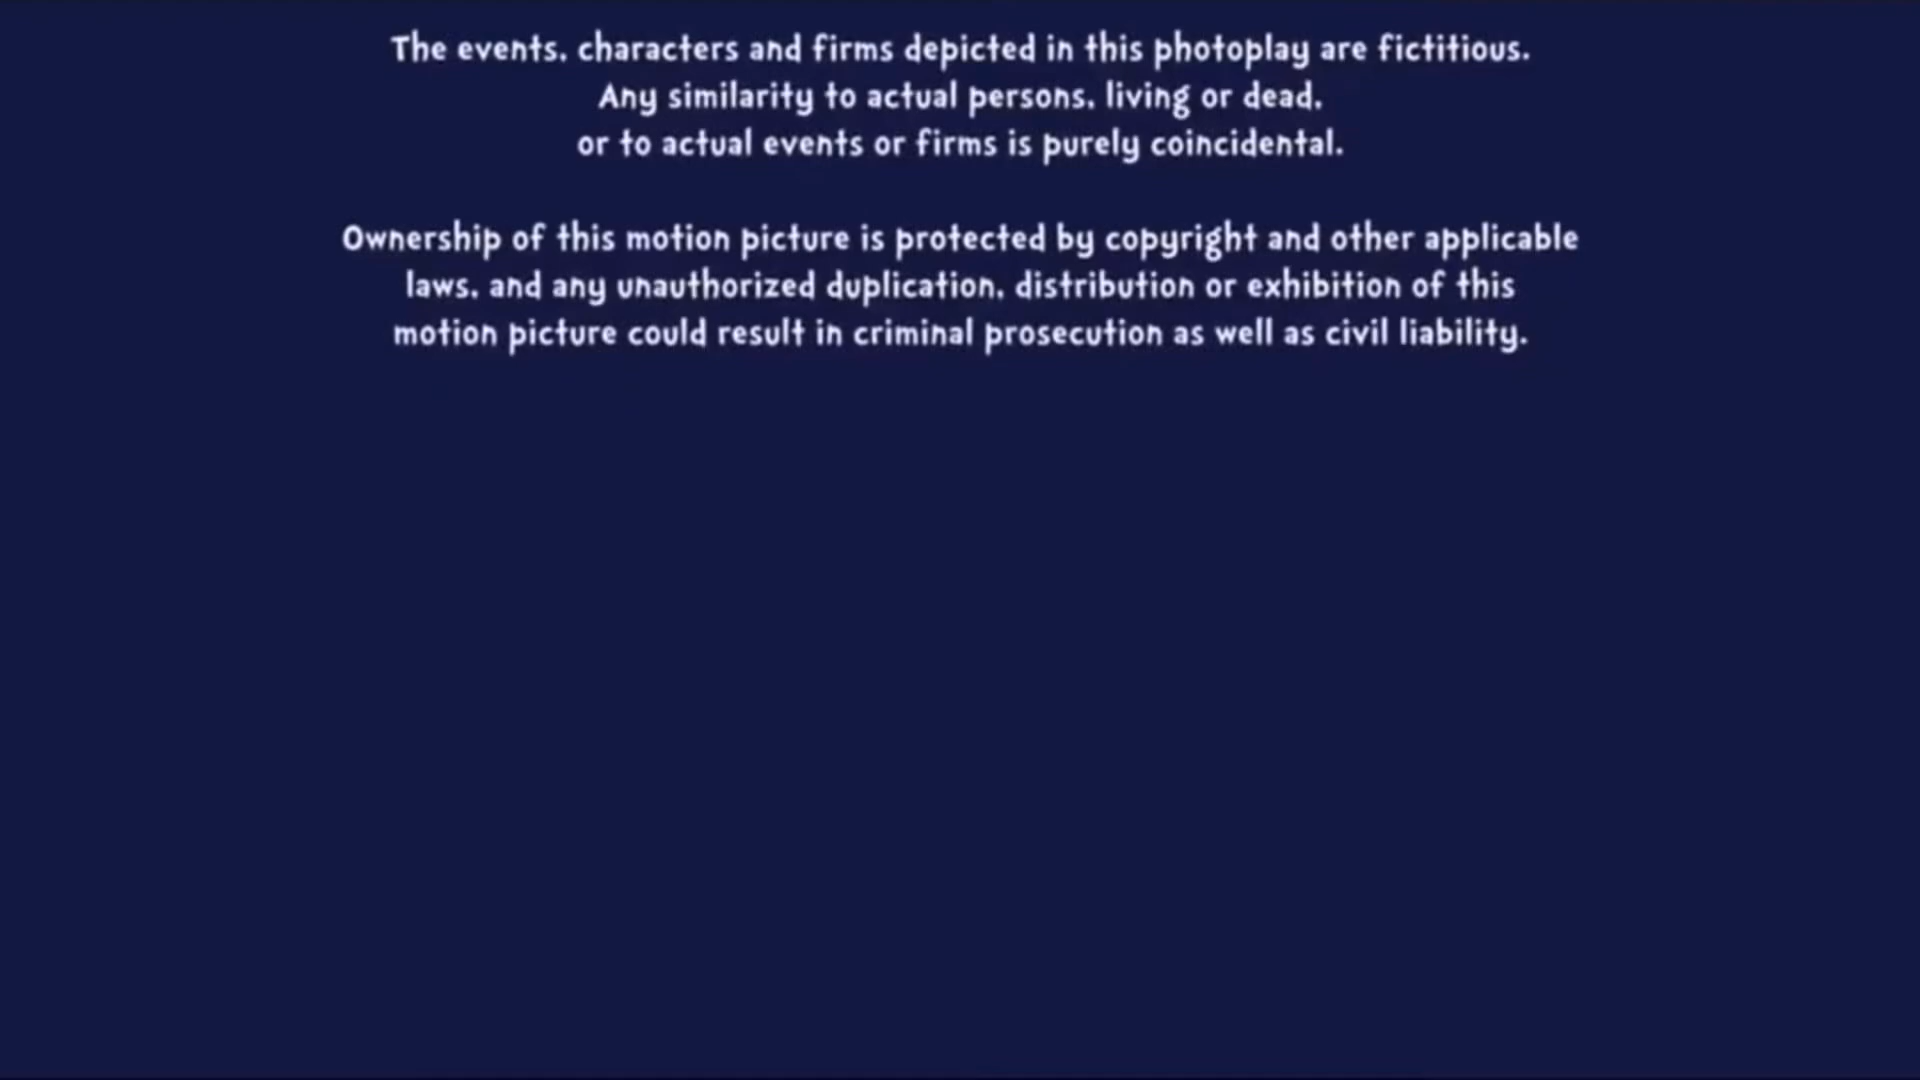 The events, characters and firms depicted in this photoplay are fictitious.
Any similarity to actual persons, living or dead,
or to actual events or firms is purely coincidental.
Ownership of this motion picture is protected by copyright and other applicable
laws, and any unauthorized duplication, distribution or exhibition of this
motion picture could result in criminal prosecution as well as civil liability.